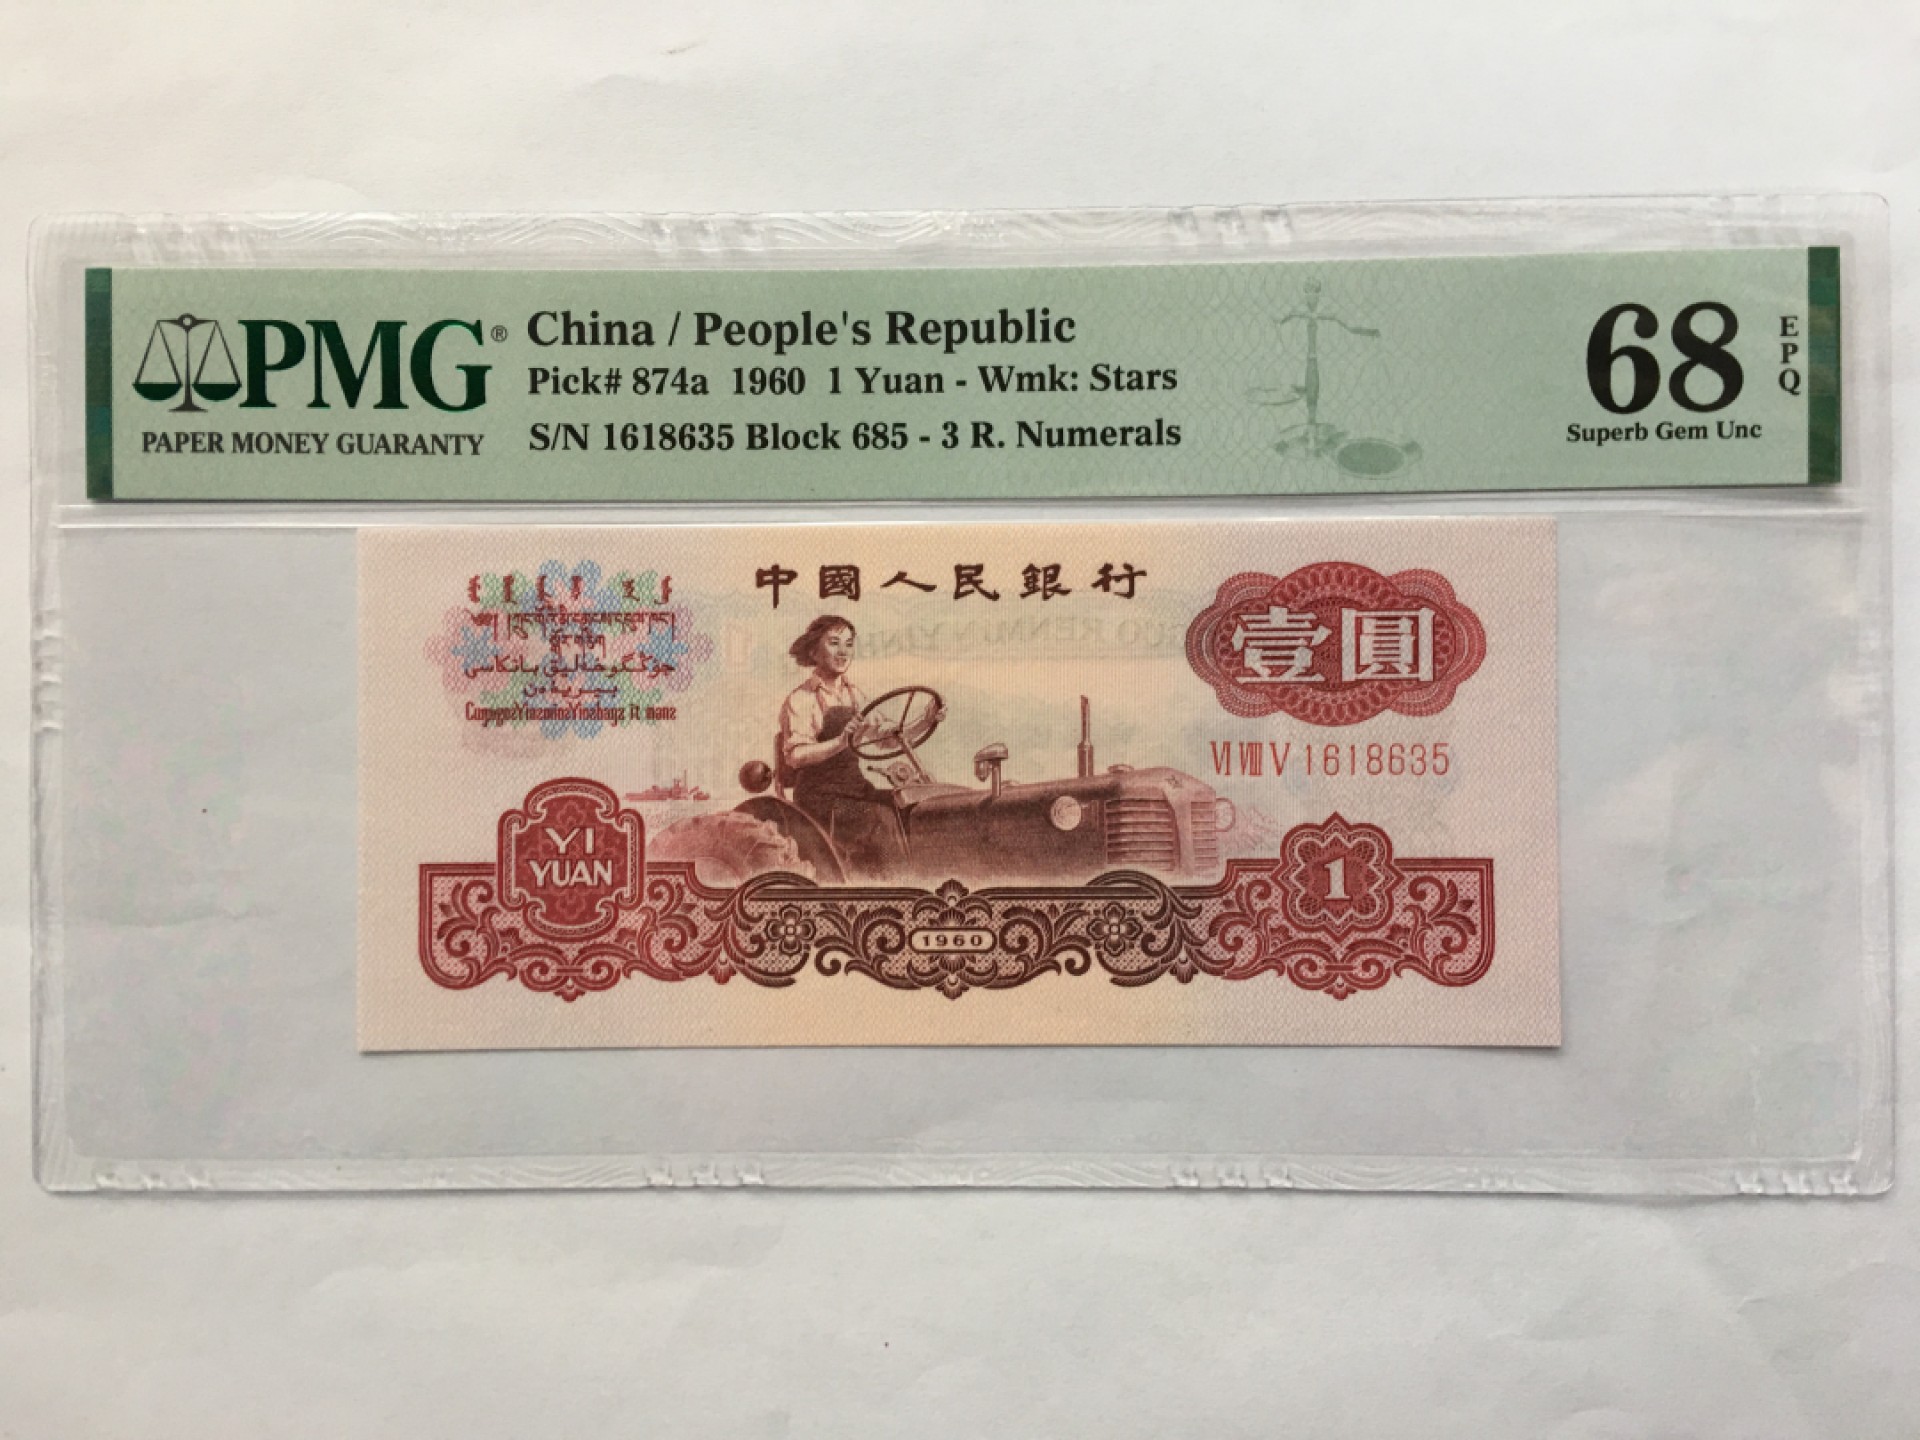 PMG®
PAPER MONEY GUARANTY
China / People's Republic
Pick# 874a 1960 1 Yuan - Wmk: Stars
S/N 1618635 Block 685 - 3 R. Numerals
68
EPQ
Superb Gem Unc
中國人民銀行
壹圓
VI VIII V 1618635
YI
YUAN
1960
1